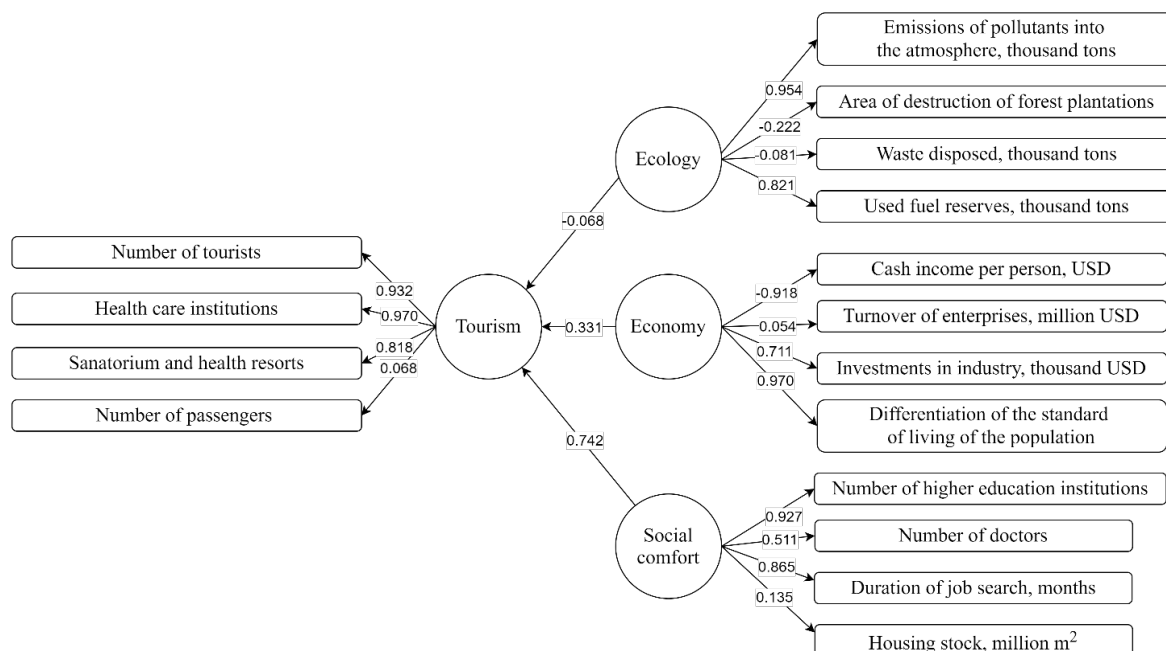 Emissions of pollutants into
the atmosphere, thousand tons
0.954
Area of destruction of forest plantations
-0.222
Ecology
Waste disposed, thousand tons
-0.081
0.821
Used fuel reserves, thousand tons
-0.068
Number of tourists
0.932
Health care institutions
0.970
Sanatorium and health resorts
0.818
0.068
Number of passengers
Tourism
0.331
Economy
Cash income per person, USD
-0.918
Turnover of enterprises, million USD
0.054
0.711
Investments in industry, thousand USD
0.970
Differentiation of the standard
of living of the population
0.742
Social
comfort
Number of higher education institutions
0.927
Number of doctors
0.511
0.865
Duration of job search, months
0.135
Housing stock, million m²